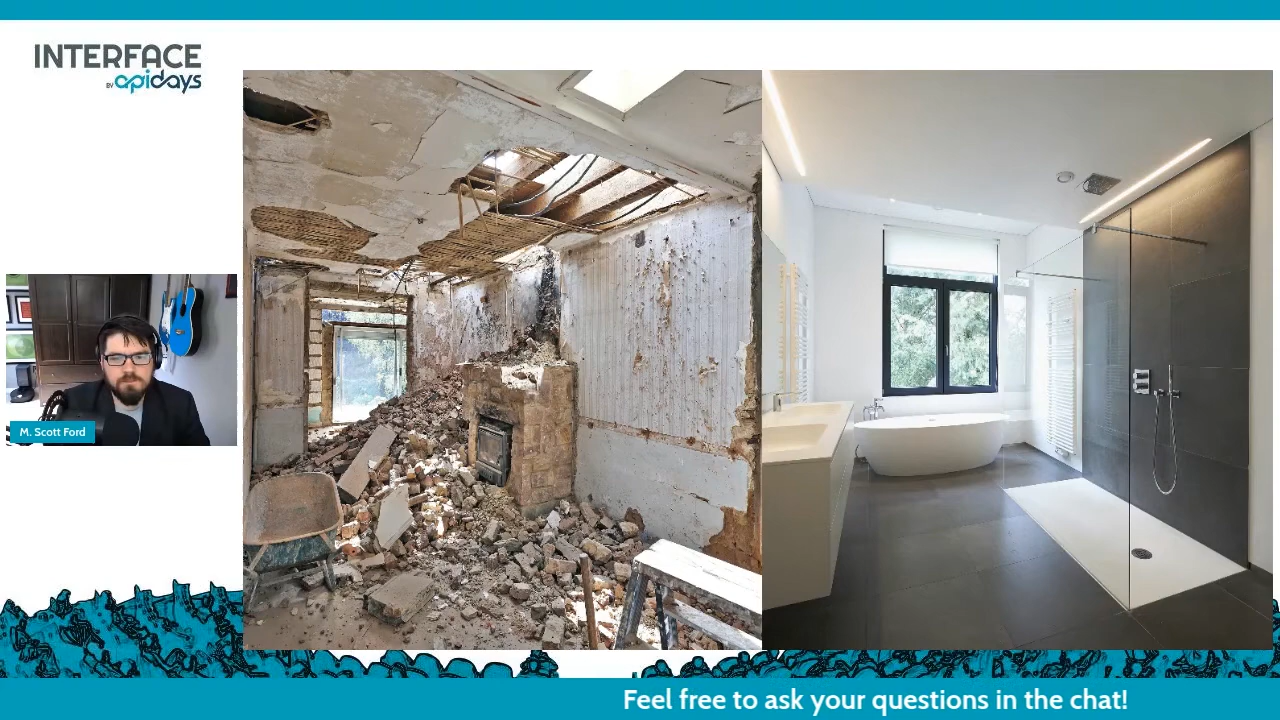 INTERFACE
BY apidays
M. Scott Ford
Feel free to ask your questions in the chat!